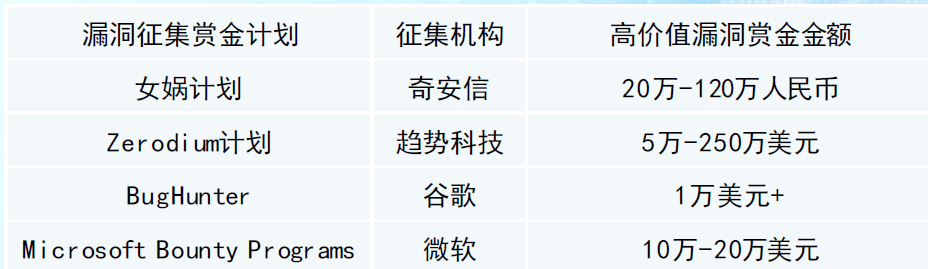 漏洞征集赏金计划 征集机构 高价值漏洞赏金金额
女娲计划 奇安信 20万-120万人民币
Zerodium计划 趋势科技 5万-250万美元
BugHunter 谷歌 1万美元+
Microsoft Bounty Programs 微软 10万-20万美元